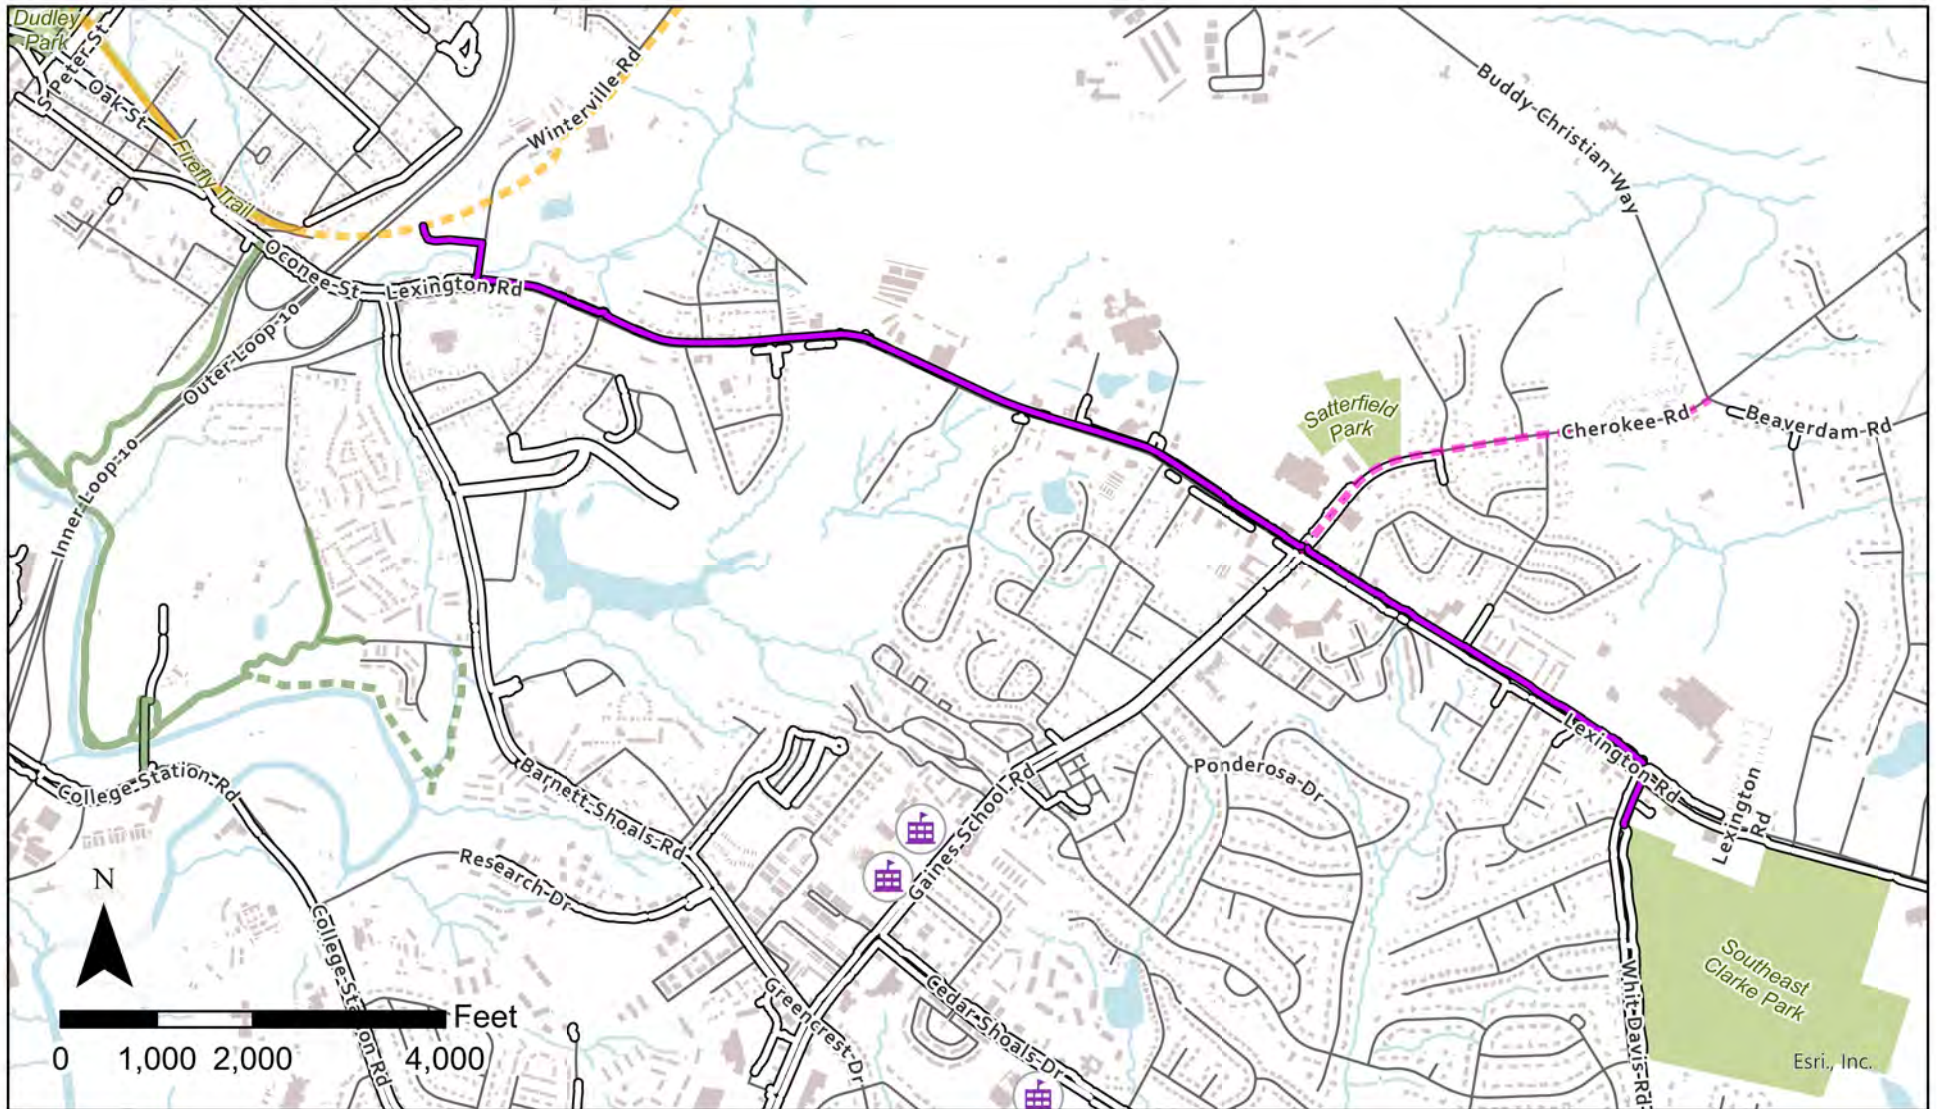 Dudley
Park
S Peter-St
Oak-St
Firefly Trail
Winterville Rd
Buddy-Christian-Way
Oconee-St
Lexington Rd
Outer-Loop-10
Inner-Loop-10
Satterfield
Park
Cherokee-Rd
Beaverdam-Rd
College-Station-Rd
Barnett-Shoals-Rd
Ponderosa-Dr
Lexington-Rd
Lexington
Rd
Research-Dr
Gaines-School-Rd
College-Station-Rd
Greencrest-Dr
Cedar-Shoals-Dr
Whit-Davis-Rd
Southeast
Clarke Park
N
Feet
0 1,000 2,000 4,000
Esri., Inc.